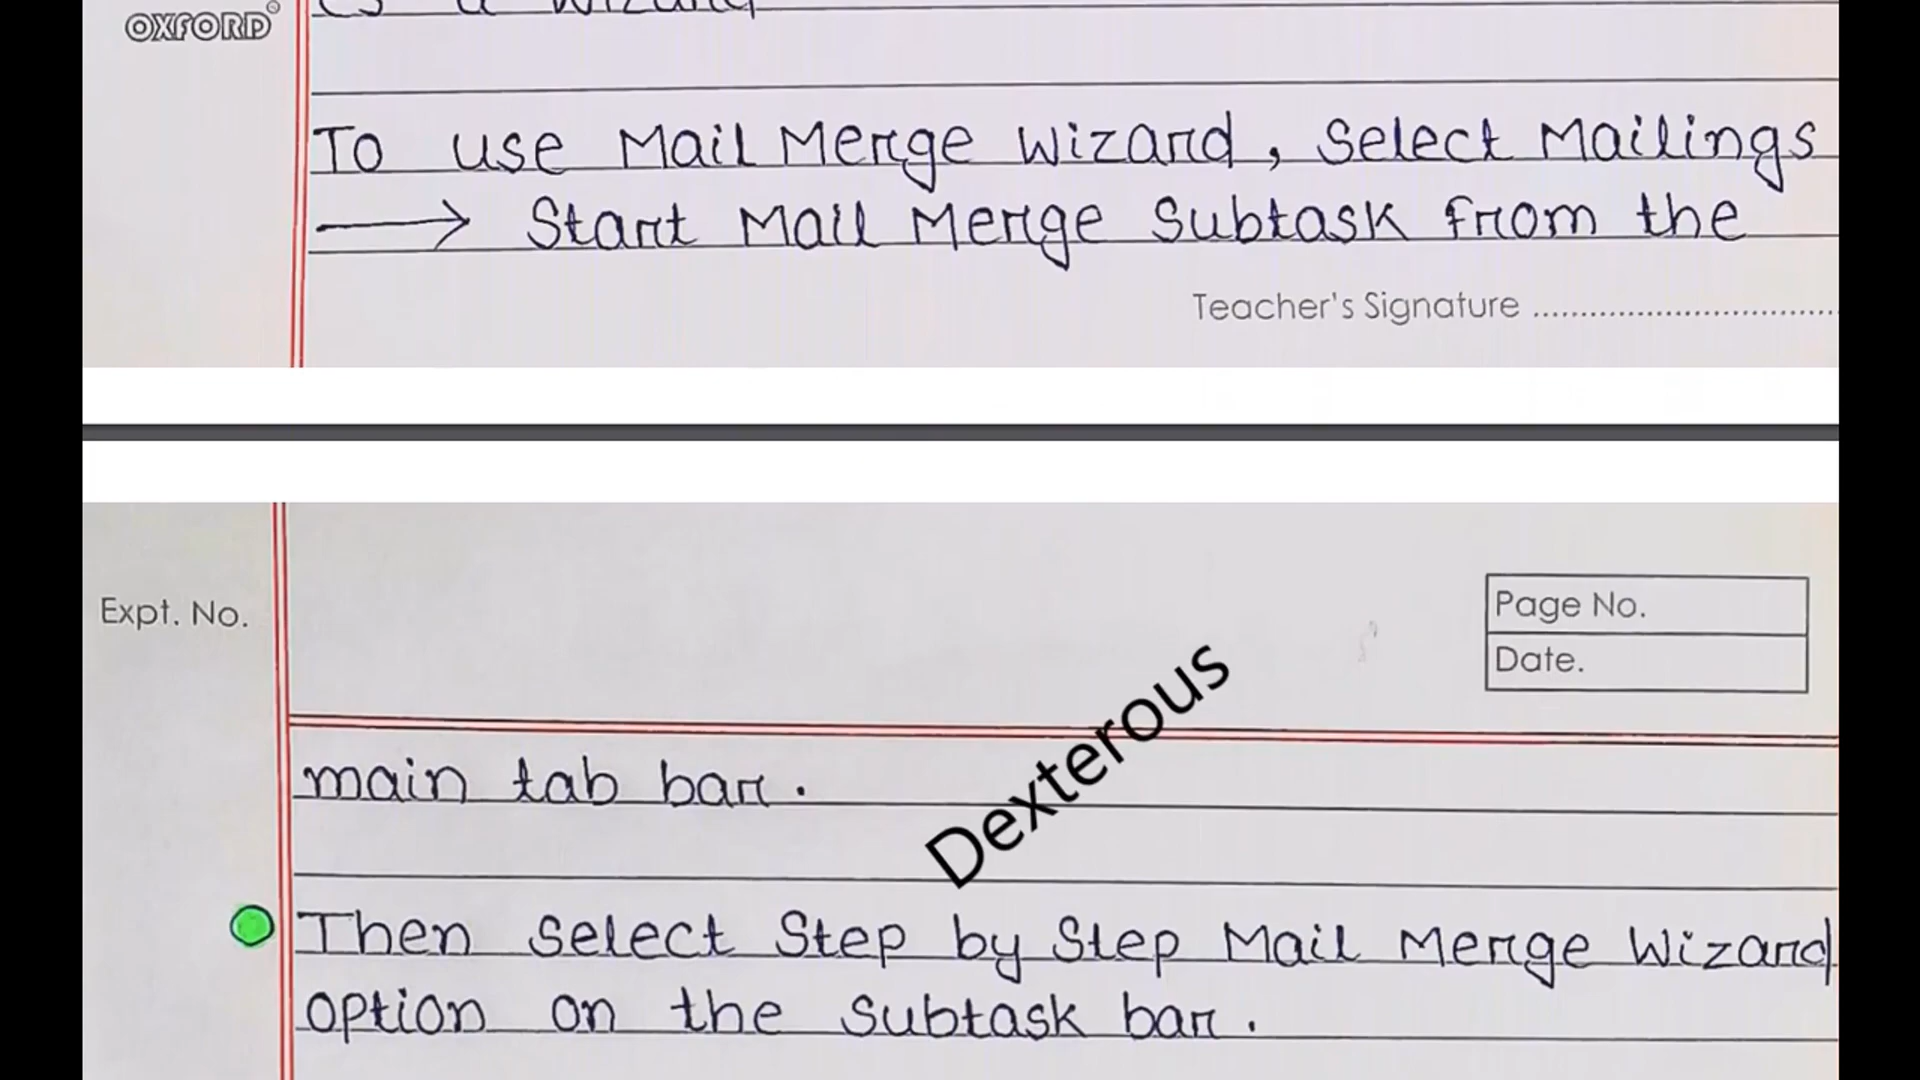 OXFORD
is a wizard
To use Mail Merge Wizard, Select Mailings
→ Start Mail Merge Subtask from the
Teacher's Signature ..............................
Expt. No.
Page No.
Date.
Dexterous
main tab bar.
Then Select Step by Step Mail Merge Wizard
option on the Subtask bar.